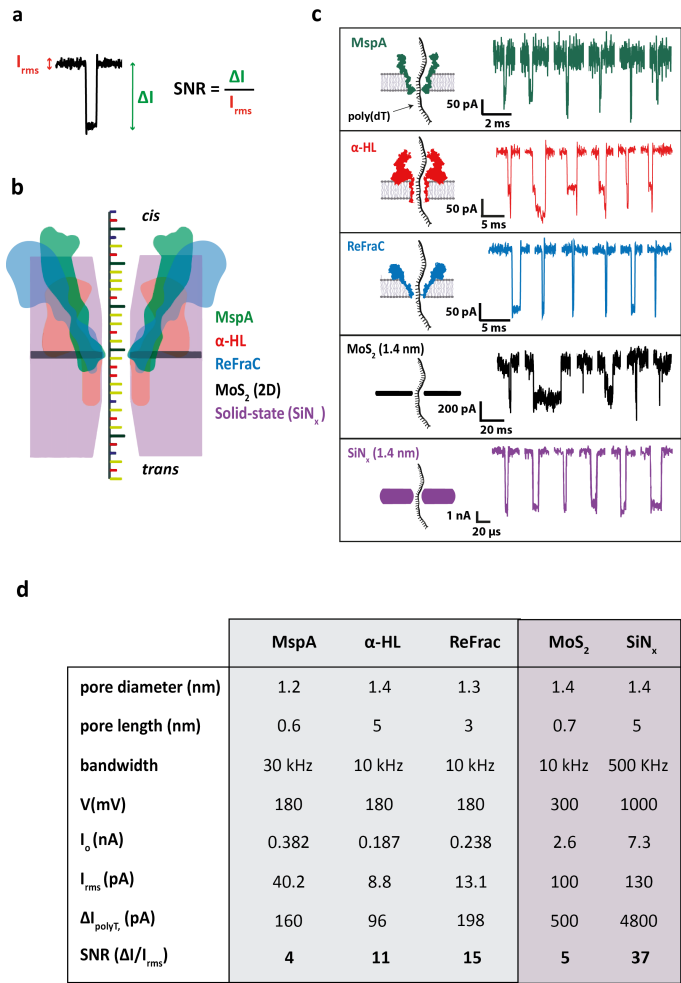 a
I_rms
ΔI
SNR = ΔI / I_rms
b
cis
MspA
α-HL
ReFraC
MoS₂ (2D)
Solid-state (SiNₓ)
trans
c
MspA
poly(dT)
50 pA
2 ms
α-HL
50 pA
5 ms
ReFraC
50 pA
5 ms
MoS₂ (1.4 nm)
200 pA
20 ms
SiNₓ (1.4 nm)
1 nA
20 µs
d
MspA α-HL ReFrac MoS₂ SiNₓ
pore diameter (nm) 1.2 1.4 1.3 1.4 1.4
pore length (nm) 0.6 5 3 0.7 5
bandwidth 30 kHz 10 kHz 10 kHz 10 kHz 500 KHz
V(mV) 180 180 180 300 1000
I_o (nA) 0.382 0.187 0.238 2.6 7.3
I_rms (pA) 40.2 8.8 13.1 100 130
ΔI_polyT, (pA) 160 96 198 500 4800
SNR (ΔI/I_rms) 4 11 15 5 37